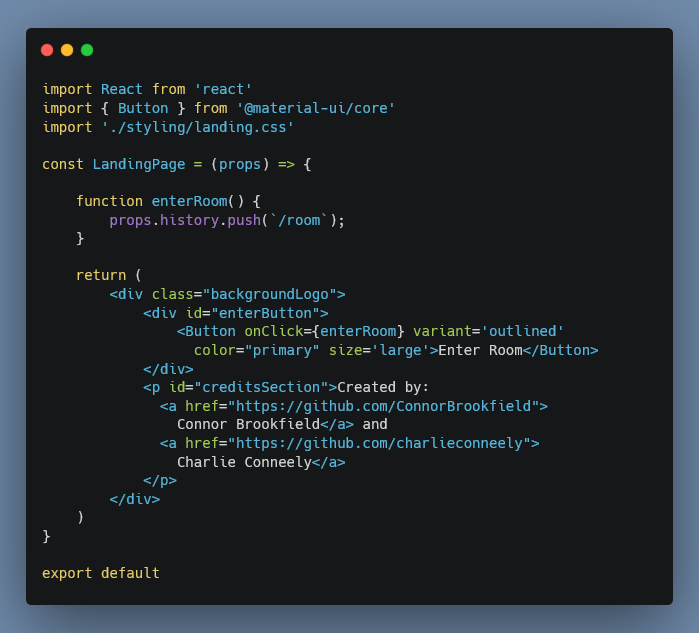 import React from 'react'
import { Button } from '@material-ui/core'
import './styling/landing.css'
const LandingPage = (props) => {
function enterRoom() {
props.history.push(`/room`);
}
return (
<div class="backgroundLogo">
<div id="enterButton">
<Button onClick={enterRoom} variant='outlined'
color="primary" size='large'>Enter Room</Button>
</div>
<p id="creditsSection">Created by:
<a href="https://github.com/ConnorBrookfield">
Connor Brookfield</a> and
<a href="https://github.com/charlieconneely">
Charlie Conneely</a>
</p>
</div>
)
}
export default